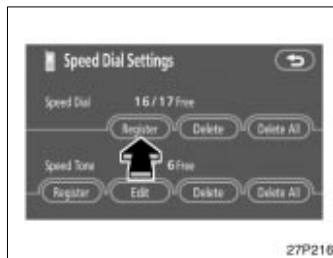 Speed Dial Settings
Speed Dial 16/17 Free
Register Delete Delete All
Speed Tone 6 Free
Register Edit Delete Delete All
27P216